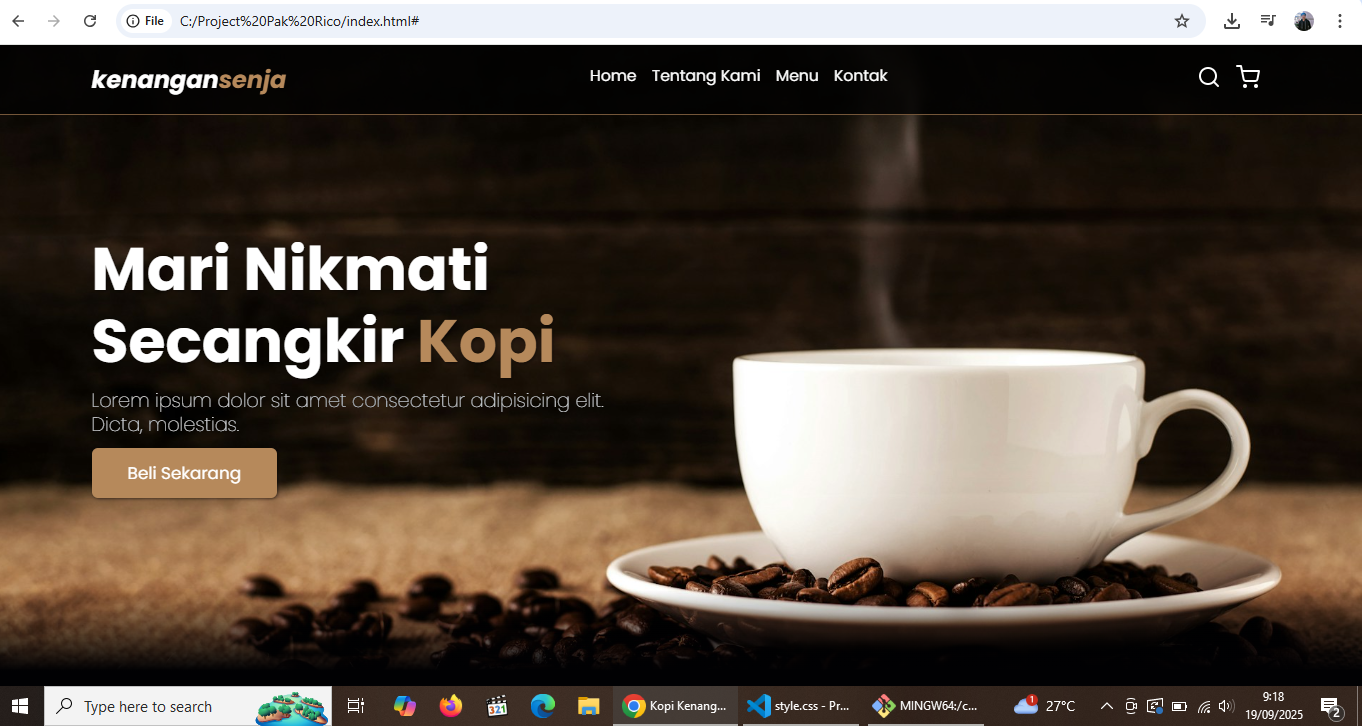 File
C:/Project%20Pak%20Rico/index.html#
kenangansenja
Home Tentang Kami Menu Kontak
Mari Nikmati
Secangkir Kopi
Lorem ipsum dolor sit amet consectetur adipisicing elit.
Dicta, molestias.
Beli Sekarang
Type here to search
321
Kopi Kenang...
style.css - Pr...
MINGW64:/c...
1
27°C
9:18
19/09/2025
2